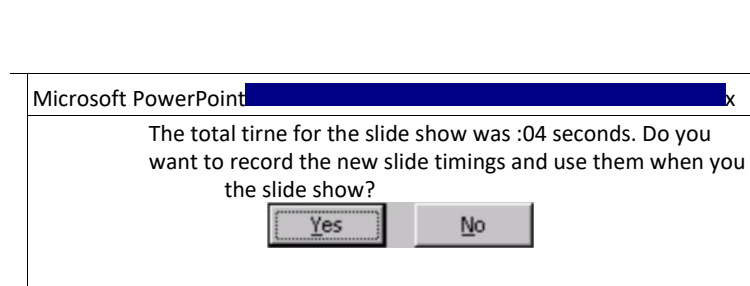 Microsoft PowerPoint x
The total tirne for the slide show was :04 seconds. Do you
want to record the new slide timings and use them when you
the slide show?
Yes No